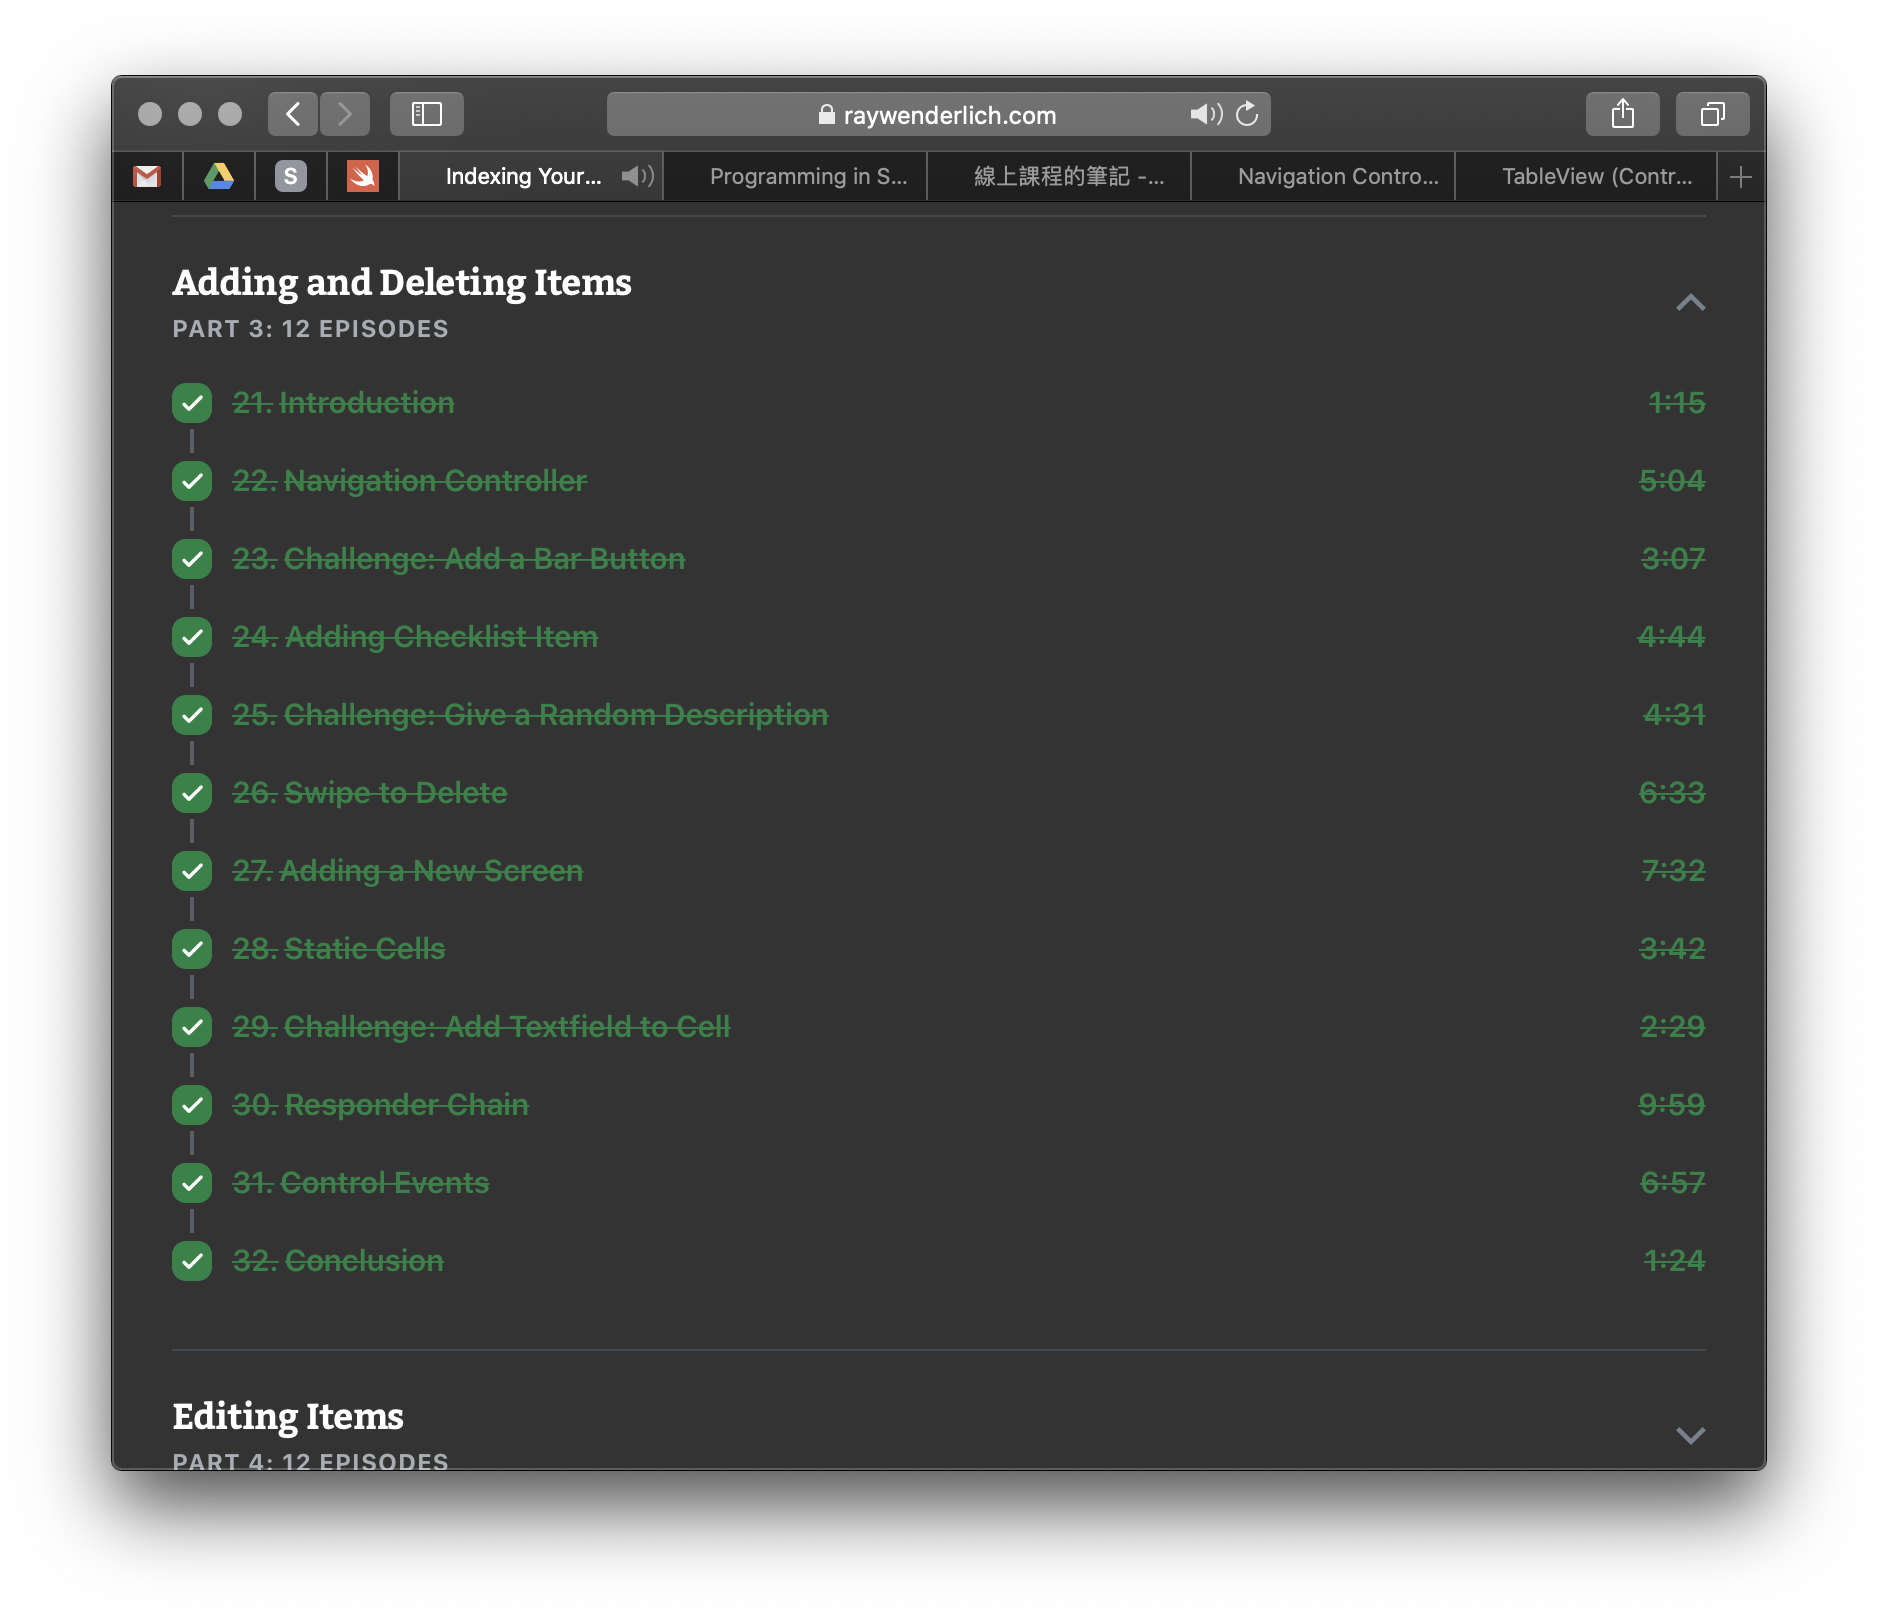 raywenderlich.com
S
Indexing Your...
Programming in S...
線上課程的筆記 -...
Navigation Contro...
TableView (Contr...
Adding and Deleting Items
PART 3: 12 EPISODES
21. Introduction 1:15
22. Navigation Controller 5:04
23. Challenge: Add a Bar Button 3:07
24. Adding Checklist Item 4:44
25. Challenge: Give a Random Description 4:31
26. Swipe to Delete 6:33
27. Adding a New Screen 7:32
28. Static Cells 3:42
29. Challenge: Add Textfield to Cell 2:29
30. Responder Chain 9:59
31. Control Events 6:57
32. Conclusion 1:24
Editing Items
PART 4: 12 EPISODES